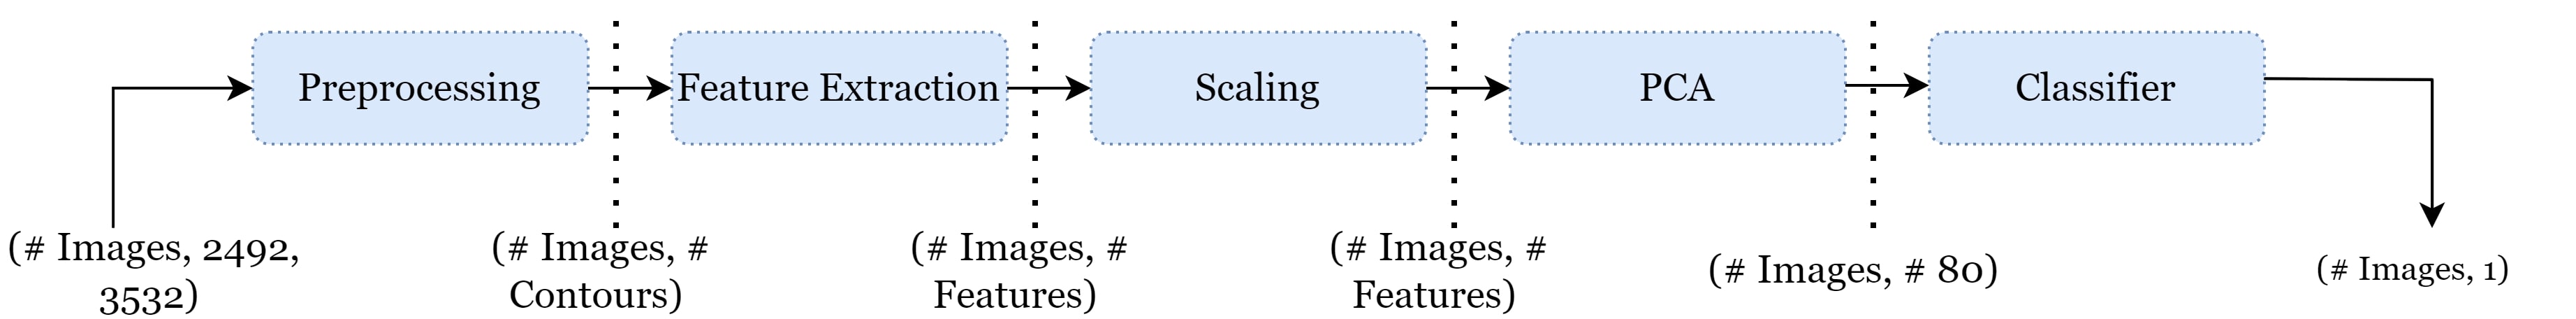 Preprocessing
Feature Extraction
Scaling
PCA
Classifier
(# Images, 2492,
3532)
(# Images, #
Contours)
(# Images, #
Features)
(# Images, #
Features)
(# Images, # 80)
(# Images, 1)